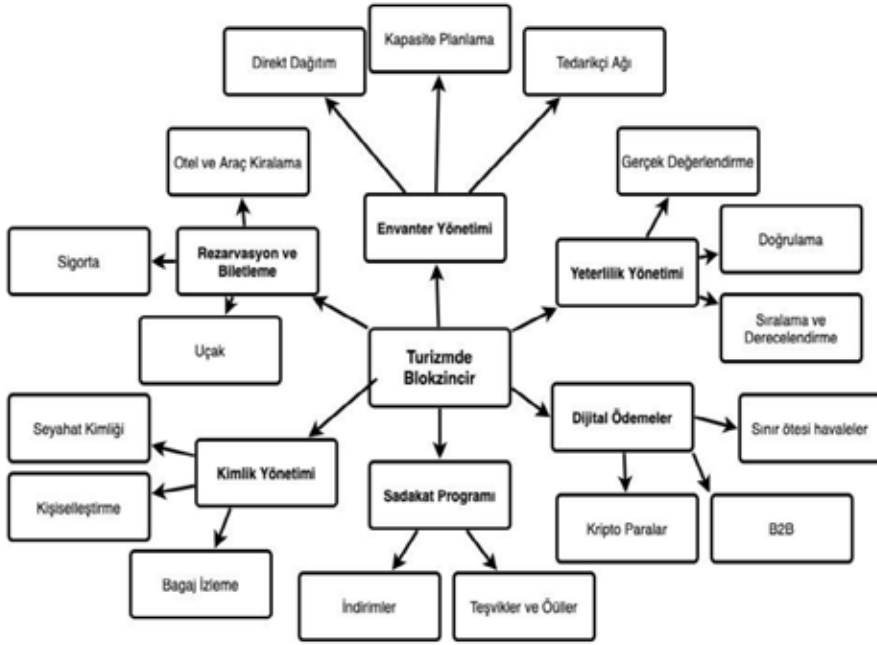 Kapasite Planlama
Direkt Dağıtım
Tedarikçi Ağı
Otel ve Araç Kiralama
Gerçek Değerlendirme
Envanter Yönetimi
Sigorta
Rezarvasyon ve
Biletleme
Yeterlilik Yönetimi
Doğrulama
Uçak
Turizmde
Blokzincir
Sıralama ve
Derecelendirme
Seyahat Kimliği
Kimlik Yönetimi
Dijital Ödemeler
Sınır ötesi havaleler
Kişiselleştirme
Sadakat Programı
Kripto Paralar
B2B
Bagaj İzleme
İndirimler
Teşvikler ve Öüller